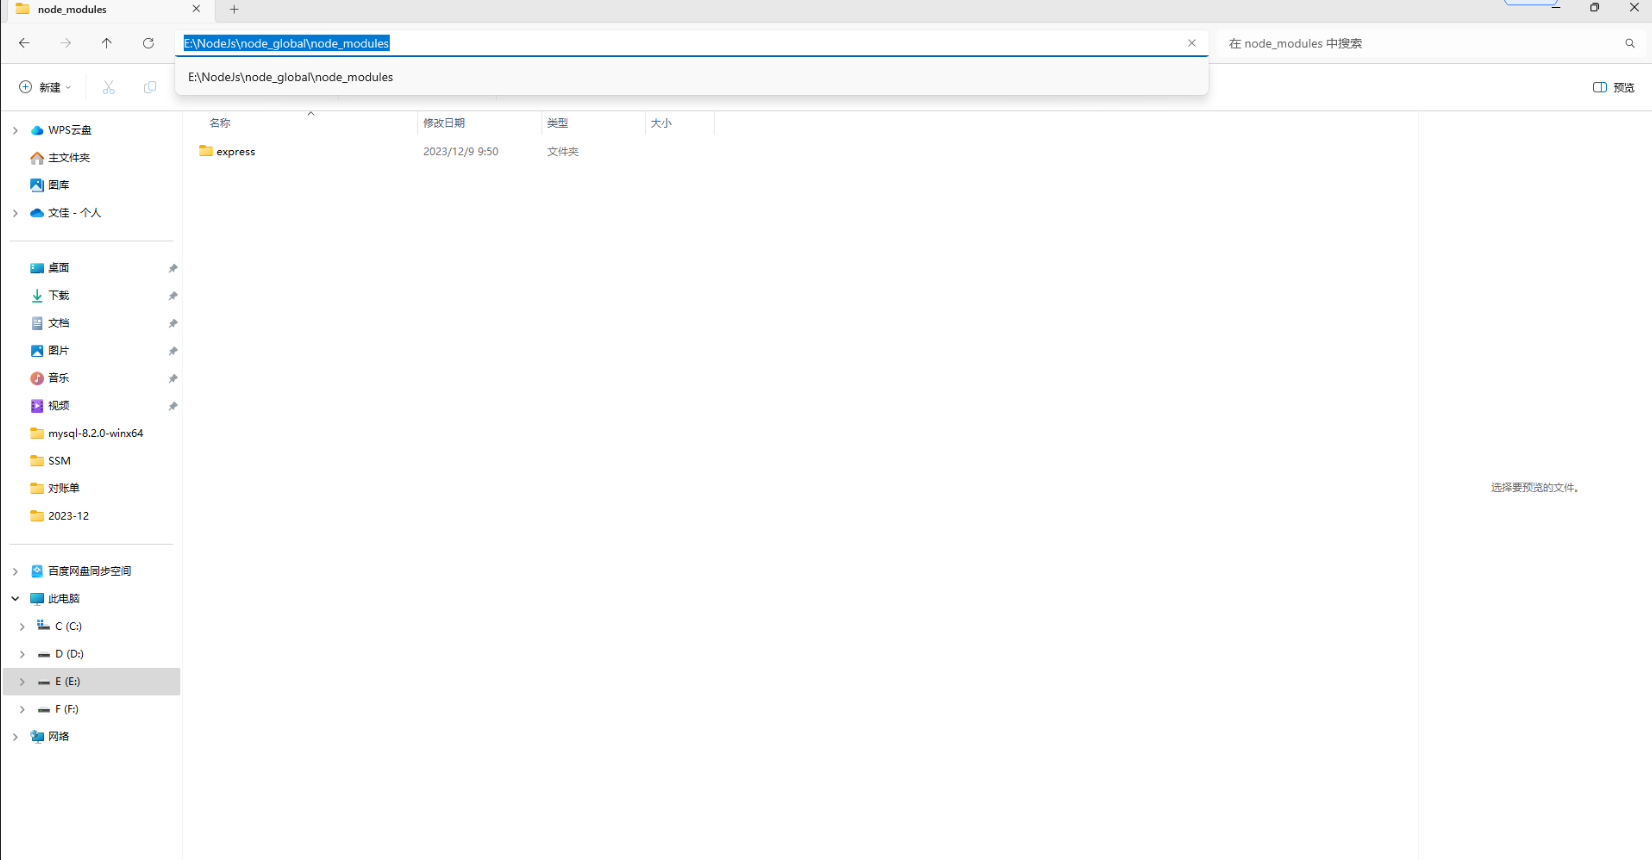 node_modules
E:\NodeJs\node_global\node_modules
在 node_modules 中搜索
E:\NodeJs\node_global\node_modules
新建
预览
名称
修改日期
类型
大小
express
2023/12/9 9:50
文件夹
WPS云盘
主文件夹
图库
文佳 - 个人
桌面
下载
文档
图片
音乐
视频
mysql-8.2.0-winx64
SSM
对账单
2023-12
百度网盘同步空间
此电脑
C (C:)
D (D:)
E (E:)
F (F:)
网络
选择要预览的文件。